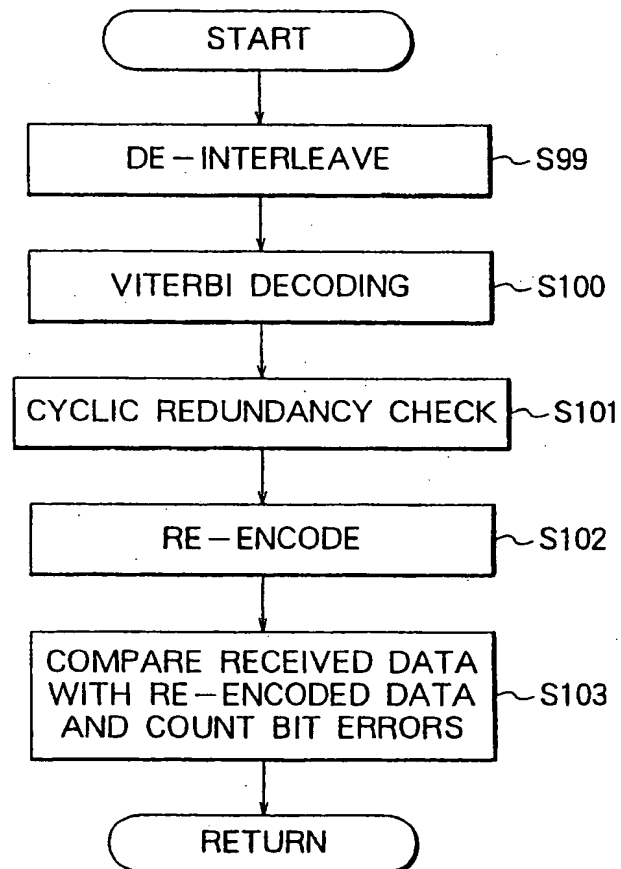 START
DE-INTERLEAVE
S99
VITERBI DECODING
S100
CYCLIC REDUNDANCY CHECK
S101
RE-ENCODE
S102
COMPARE RECEIVED DATA
WITH RE-ENCODED DATA
AND COUNT BIT ERRORS
S103
RETURN